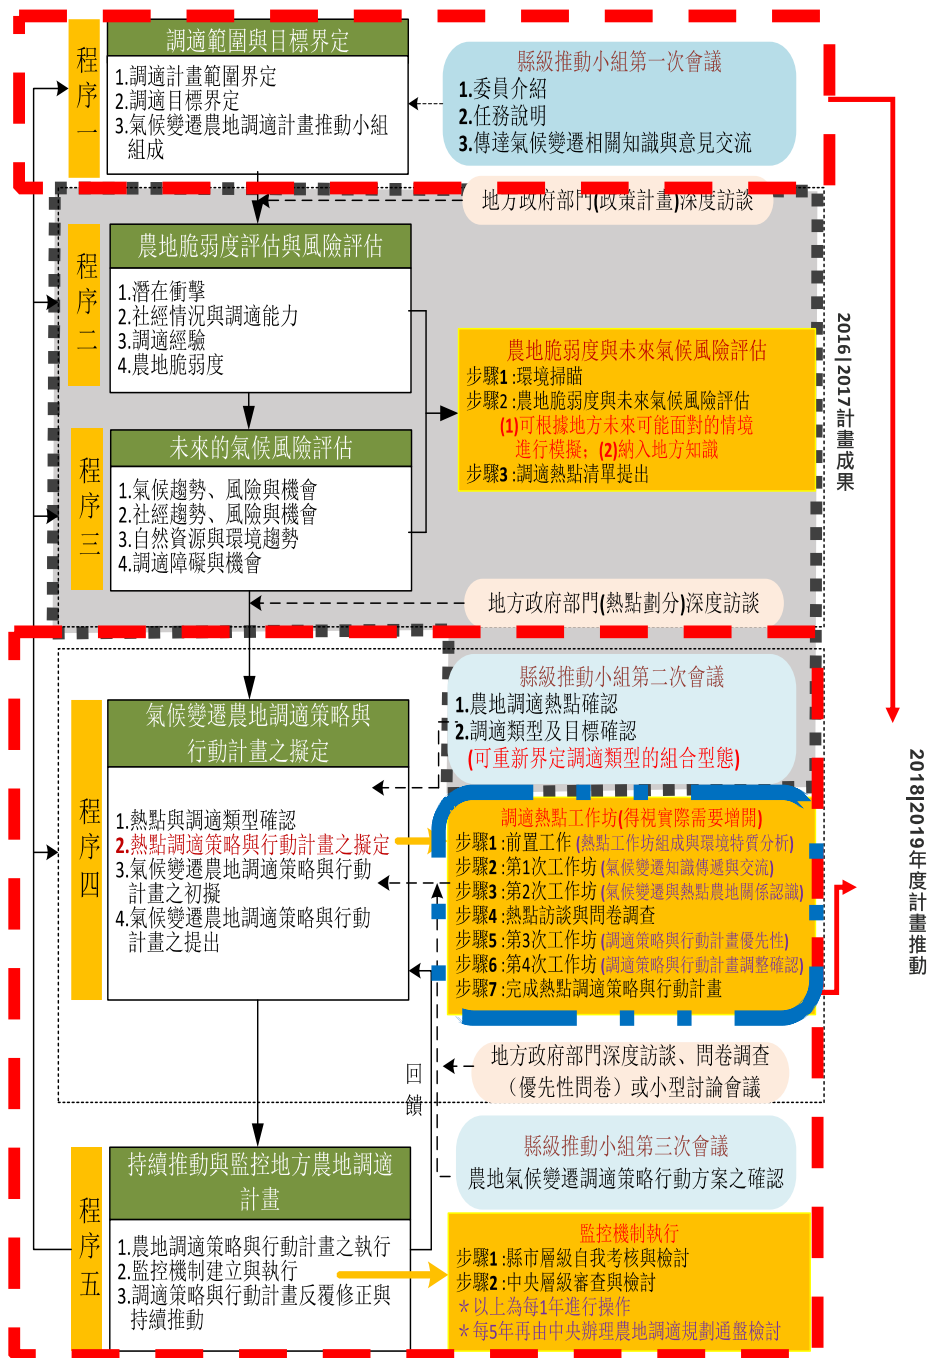 程序一
調適範圍與目標界定
1.調適計畫範圍界定
2.調適目標界定
3.氣候變遷農地調適計畫推動小組
組成
縣級推動小組第一次會議
1.委員介紹
2.任務說明
3.傳達氣候變遷相關知識與意見交流
地方政府部門(政策計畫)深度訪談
程序二
農地脆弱度評估與風險評估
1.潛在衝擊
2.社經情況與調適能力
3.調適經驗
4.農地脆弱度
農地脆弱度與未來氣候風險評估
步驟1:環境掃瞄
步驟2:農地脆弱度與未來氣候風險評估
(1)可根據地方未來可能面對的情境
進行模擬；(2)納入地方知識
步驟3:調適熱點清單提出
2016|2017計畫成果
程序三
未來的氣候風險評估
1.氣候趨勢、風險與機會
2.社經趨勢、風險與機會
3.自然資源與環境趨勢
4.調適障礙與機會
地方政府部門(熱點劃分)深度訪談
程序四
氣候變遷農地調適策略與
行動計畫之擬定
1.熱點與調適類型確認
2.熱點調適策略與行動計畫之擬定
3.氣候變遷農地調適策略與行動
計畫之初擬
4.氣候變遷農地調適策略與行動
計畫之提出
縣級推動小組第二次會議
1.農地調適熱點確認
2.調適類型及目標確認
(可重新界定調適類型的組合型態)
調適熱點工作坊(得視實際需要增開)
步驟1:前置工作(熱點工作坊組成與環境特質分析)
步驟2:第1次工作坊(氣候變遷知識傳遞與交流)
步驟3:第2次工作坊(氣候變遷與熱點農地關係認識)
步驟4:熱點訪談與問卷調查
步驟5:第3次工作坊(調適策略與行動計畫優先性)
步驟6:第4次工作坊(調適策略與行動計畫調整確認)
步驟7:完成熱點調適策略與行動計畫
2018|2019年度計畫推動
地方政府部門深度訪談、問卷調查
（優先性問卷）或小型討論會議
回饋
縣級推動小組第三次會議
農地氣候變遷調適策略行動方案之確認
程序五
持續推動與監控地方農地調適
計畫
1.農地調適策略與行動計畫之執行
2.監控機制建立與執行
3.調適策略與行動計畫反覆修正與
持續推動
監控機制執行
步驟1:縣市層級自我考核與檢討
步驟2:中央層級審查與檢討
＊以上為每1年進行操作
＊每5年再由中央辦理農地調適規劃通盤檢討